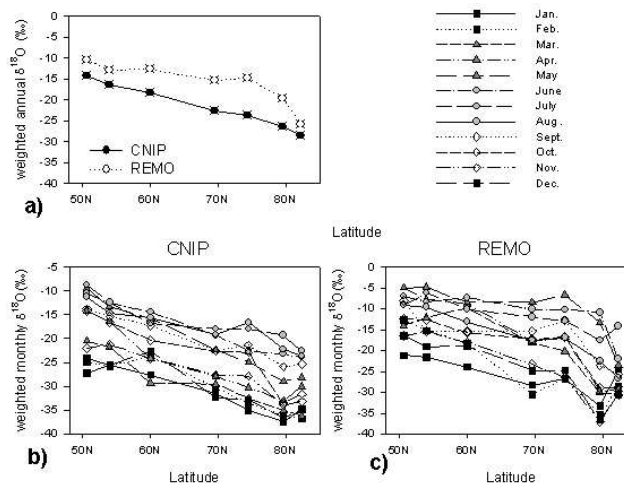 weighted annual δ¹⁸O (‰)
0
-5
-10
-15
-20
-25
-30
-35
-40
CNIP
REMO
50N 60N 70N 80N
a)
Jan.
Feb.
Mar.
Apr.
May
June
July
Aug.
Sept.
Oct.
Nov.
Dec.
Latitude
CNIP
weighted monthly δ¹⁸O(‰)
-5
-10
-15
-20
-25
-30
-35
-40
50N 60N 70N 80N
b)
Latitude
REMO
weighted monthly δ¹⁸O(‰)
0
-5
-10
-15
-20
-25
-30
-35
-40
50N 60N 70N 80N
c)
Latitude